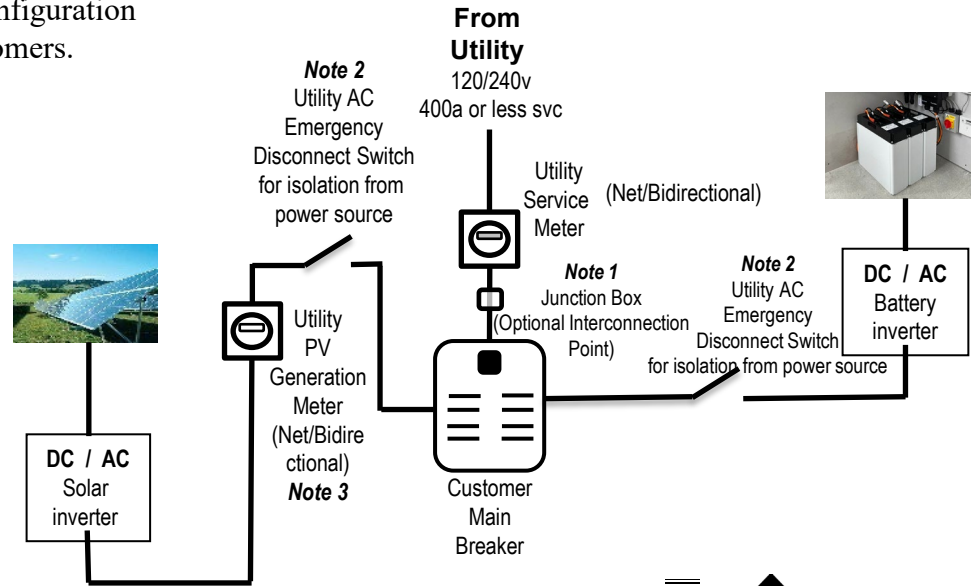 nfiguration
omers.
From
Utility
120/240v
400a or less svc
Note 2
Utility AC
Emergency
Disconnect Switch
for isolation from
power source
Utility
Service
Meter
(Net/Bidirectional)
Note 1
Junction Box
(Optional Interconnection
Point)
Note 2
Utility AC
Emergency
Disconnect Switch
for isolation from power source
DC / AC
Battery
inverter
Utility
PV
Generation
Meter
(Net/Bidire
ctional)
Note 3
DC / AC
Solar
inverter
Customer
Main
Breaker